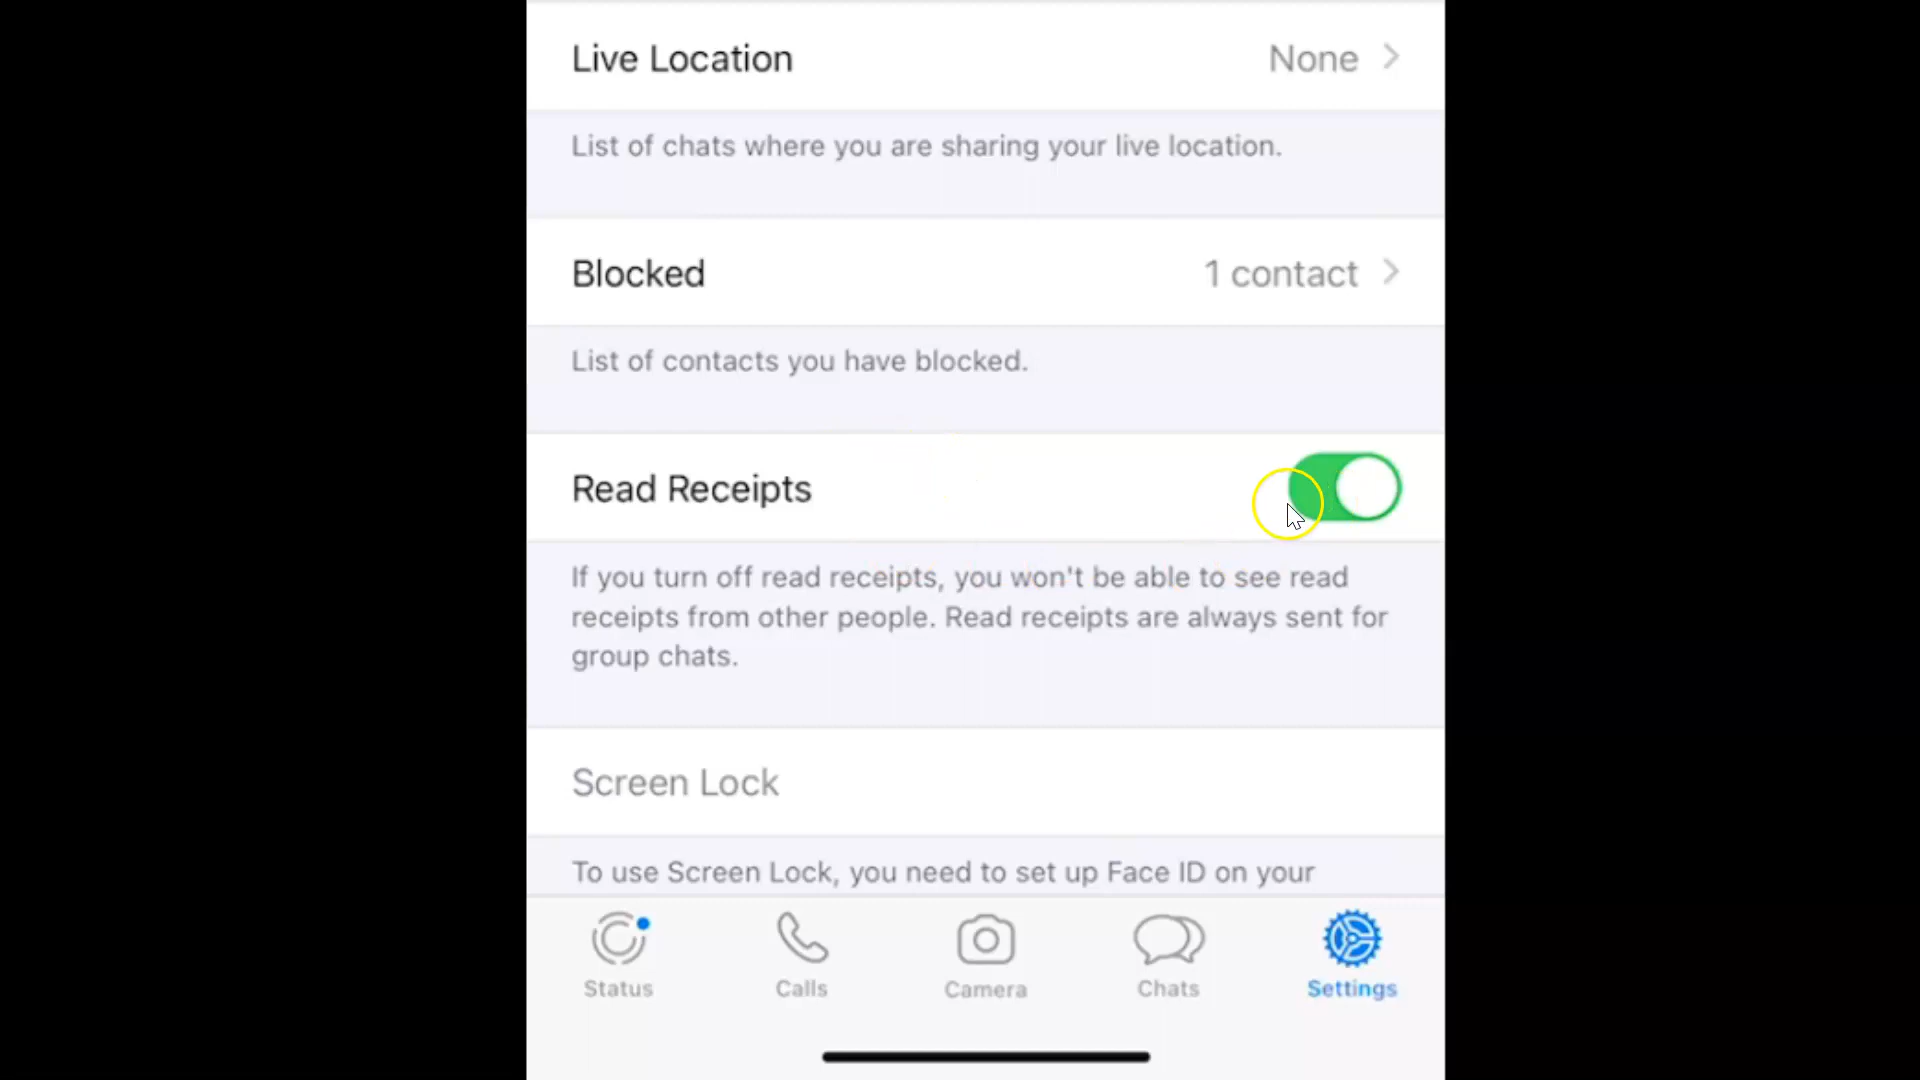 Live Location None
List of chats where you are sharing your live location.
Blocked 1 contact
List of contacts you have blocked.
Read Receipts
If you turn off read receipts, you won't be able to see read
receipts from other people. Read receipts are always sent for
group chats.
Screen Lock
To use Screen Lock, you need to set up Face ID on your
Status Calls Camera Chats Settings